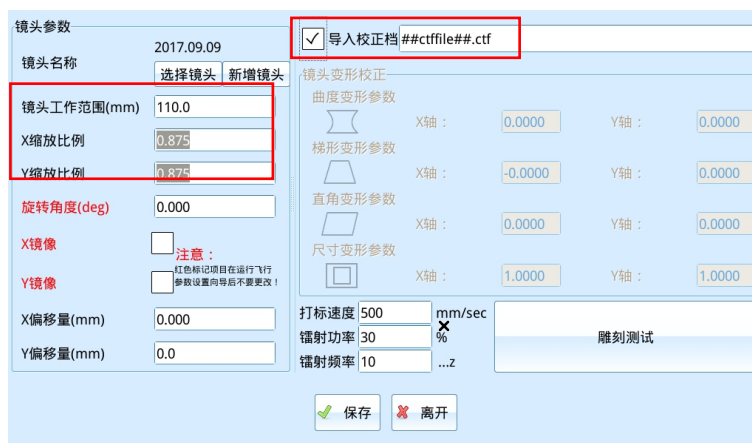 镜头参数
镜头名称
2017.09.09
选择镜头 新增镜头
镜头工作范围(mm) 110.0
X缩放比例 0.875
Y缩放比例 0.875
旋转角度(deg) 0.000
X镜像
注意：
红色标记项目在运行飞行
参数设置向导后不要更改！
Y镜像
X偏移量(mm) 0.000
Y偏移量(mm) 0.0
导入校正档 ##ctffile##.ctf
镜头变形校正
曲度变形参数
X轴： 0.0000 Y轴： 0.0000
梯形变形参数
X轴： -0.0000 Y轴： 0.0000
直角变形参数
X轴： 0.0000 Y轴： 0.0000
尺寸变形参数
X轴： 1.0000 Y轴： 1.0000
打标速度 500 mm/sec
镭射功率 30 %
镭射频率 10 ...z
雕刻测试
保存 离开